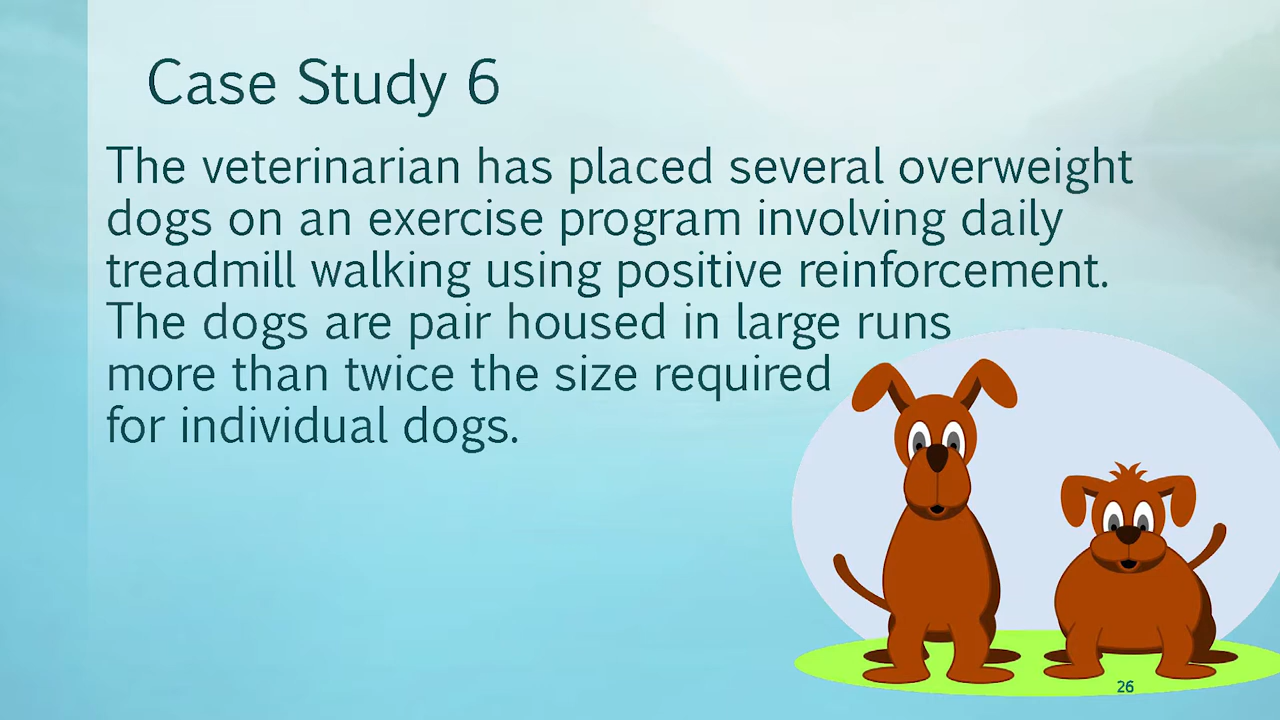 Case Study 6
The veterinarian has placed several overweight
dogs on an exercise program involving daily
treadmill walking using positive reinforcement.
The dogs are pair housed in large runs
more than twice the size required
for individual dogs.
26